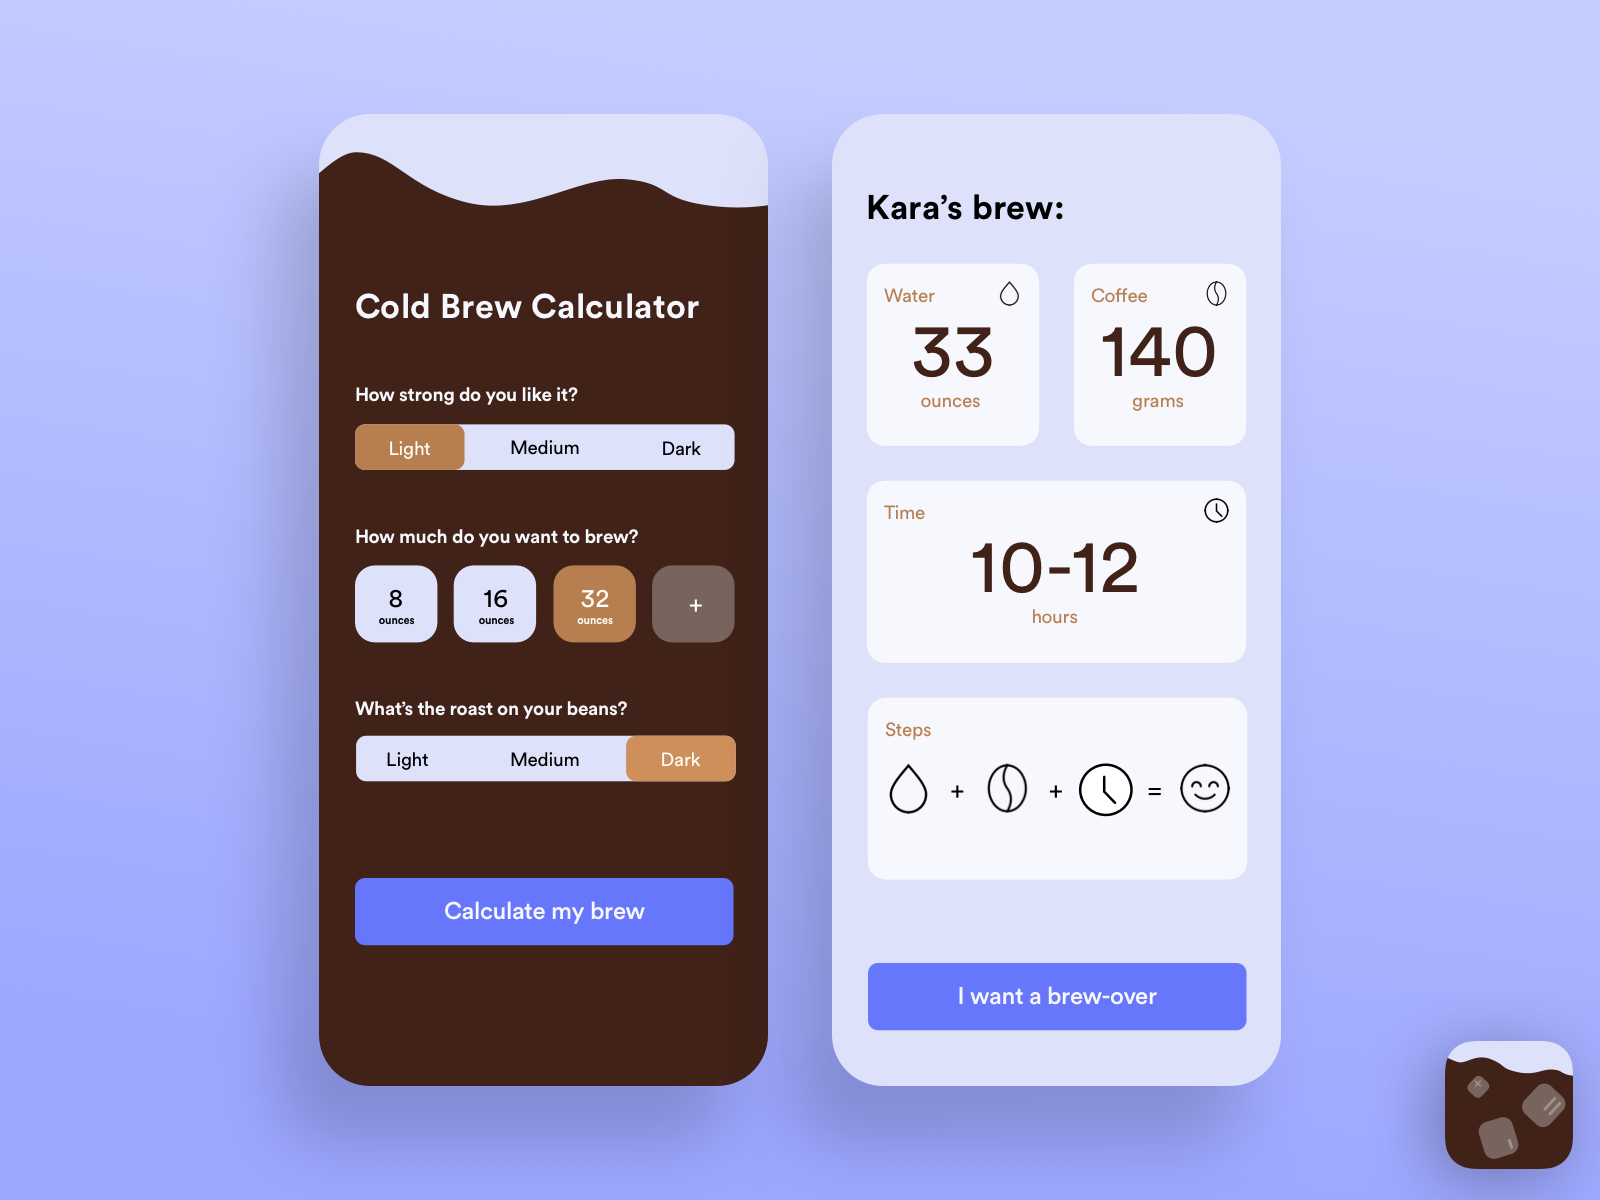 Cold Brew Calculator
How strong do you like it?
Light Medium Dark
How much do you want to brew?
8 16 32 +
ounces ounces ounces
What's the roast on your beans?
Light Medium Dark
Calculate my brew
Kara's brew:
Water Coffee
33 140
ounces grams
Time
10-12
hours
Steps
+ + =
I want a brew-over